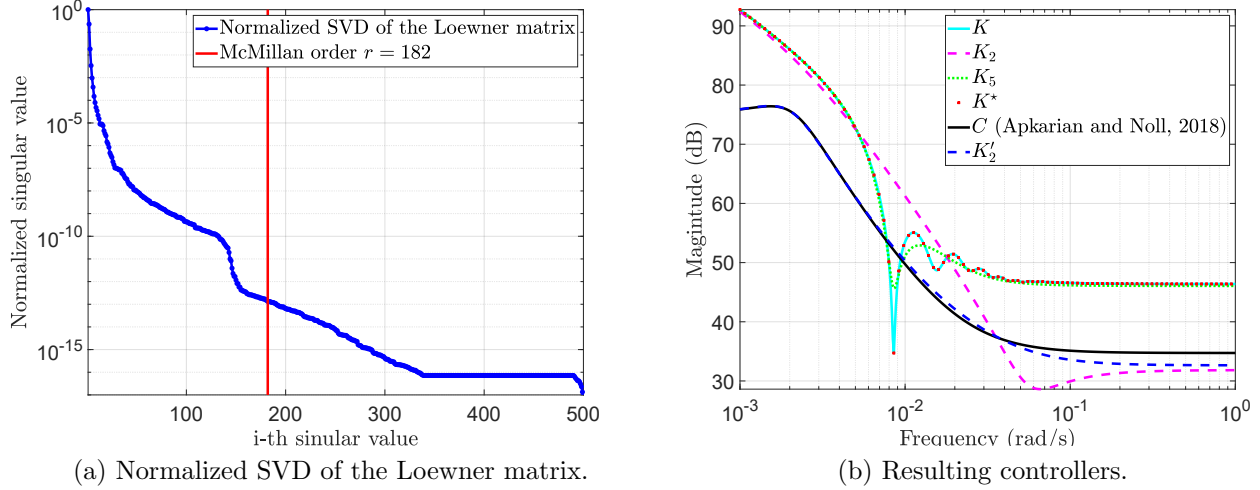 10^0
10^-5
10^-10
10^-15
Normalized singular value
Normalized SVD of the Loewner matrix
McMillan order r = 182
100
200
300
400
500
i-th sinular value
(a) Normalized SVD of the Loewner matrix.
90
80
70
60
50
40
30
Magitude (dB)
K
K_2
K_5
K^⋆
C (Apkarian and Noll, 2018)
K_2′
10^-3
10^-2
10^-1
10^0
Frequency (rad/s)
(b) Resulting controllers.